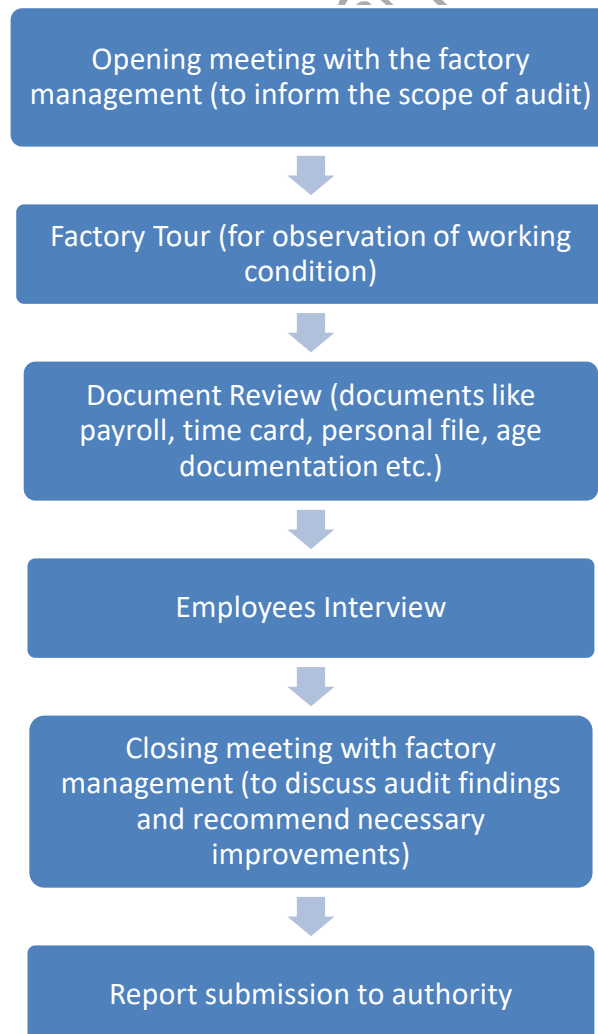 Opening meeting with the factory
management (to inform the scope of audit)
Factory Tour (for observation of working
condition)
Document Review (documents like
payroll, time card, personal file, age
documentation etc.)
Employees Interview
Closing meeting with factory
management (to discuss audit findings
and recommend necessary
improvements)
Report submission to authority